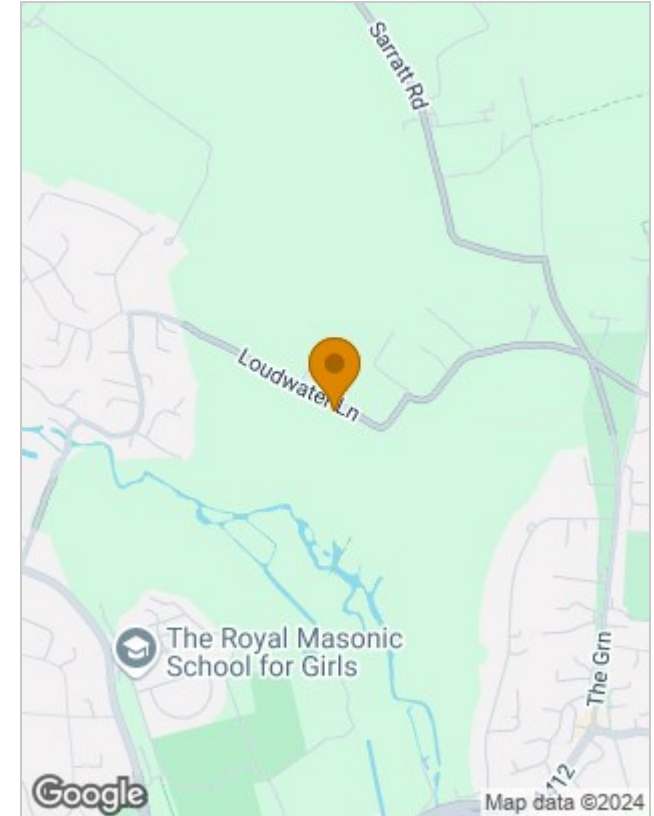 Sarratt Rd
Loudwater Ln
The Royal Masonic
School for Girls
The Grn
Google
Map data ©2024